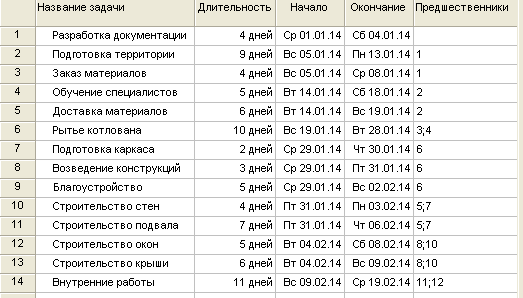 Название задачи Длительность Начало Окончание Предшественники
1 Разработка документации 4 дней Ср 01.01.14 Сб 04.01.14
2 Подготовка территории 9 дней Вс 05.01.14 Пн 13.01.14 1
3 Заказ материалов 4 дней Вс 05.01.14 Ср 08.01.14 1
4 Обучение специалистов 5 дней Вт 14.01.14 Сб 18.01.14 2
5 Доставка материалов 6 дней Вт 14.01.14 Вс 19.01.14 2
6 Рытье котлована 10 дней Вс 19.01.14 Вт 28.01.14 3;4
7 Подготовка каркаса 2 дней Ср 29.01.14 Чт 30.01.14 6
8 Возведение конструкций 3 дней Ср 29.01.14 Пт 31.01.14 6
9 Благоустройство 5 дней Ср 29.01.14 Вс 02.02.14 6
10 Строительство стен 4 дней Пт 31.01.14 Пн 03.02.14 5;7
11 Строительство подвала 7 дней Пт 31.01.14 Чт 06.02.14 5;7
12 Строительство окон 5 дней Вт 04.02.14 Сб 08.02.14 8;10
13 Строительство крыши 6 дней Вт 04.02.14 Вс 09.02.14 8;10
14 Внутренние работы 11 дней Вс 09.02.14 Ср 19.02.14 11;12